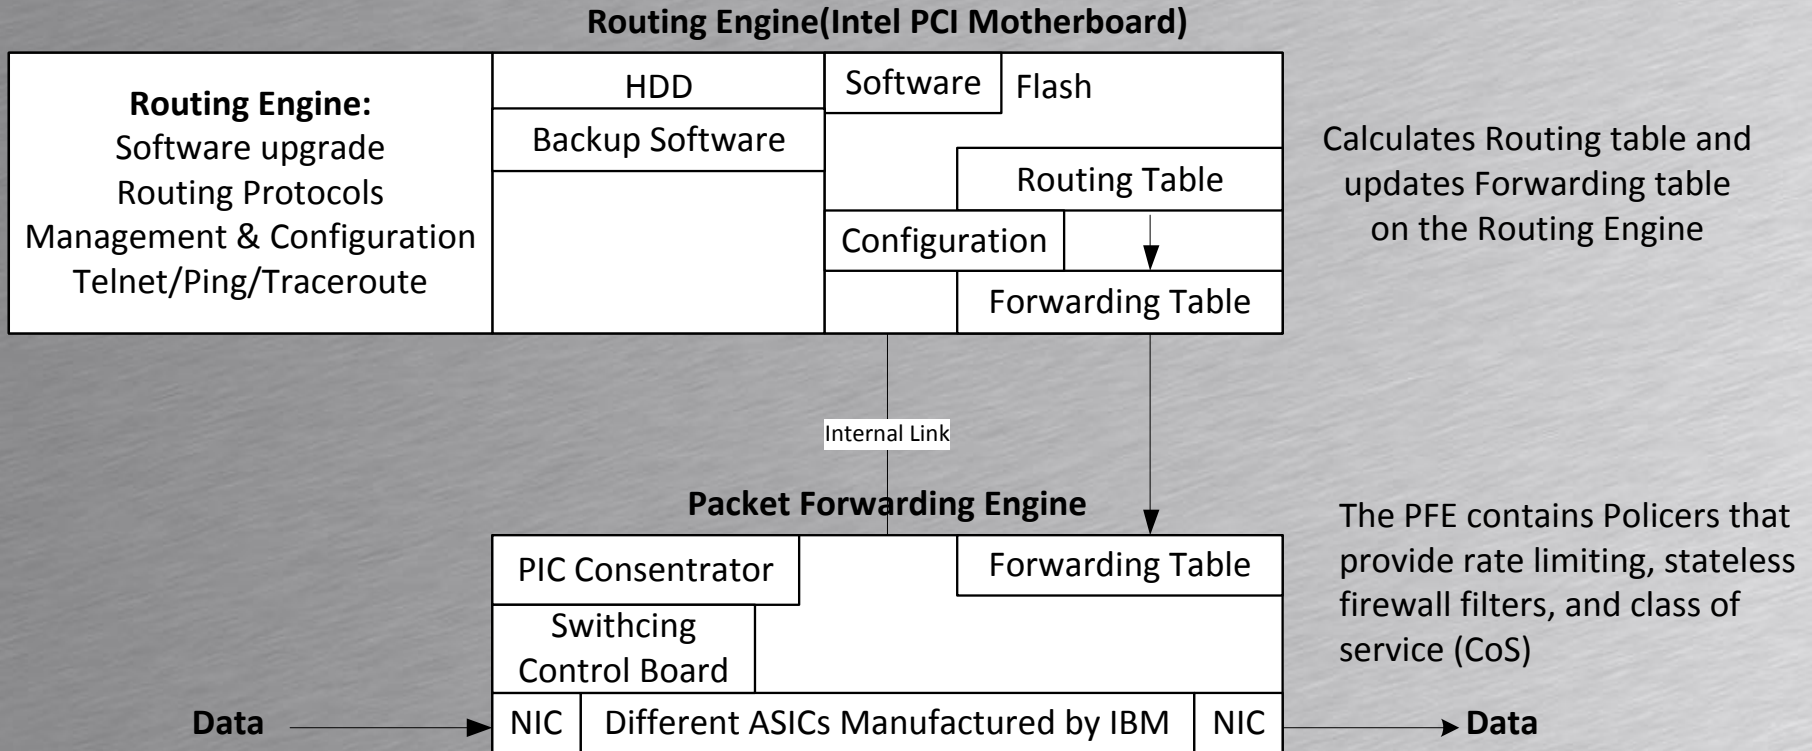 Routing Engine(Intel PCI Motherboard)
Routing Engine:
Software upgrade
Routing Protocols
Management & Configuration
Telnet/Ping/Traceroute
HDD
Backup Software
Software
Flash
Routing Table
Configuration
Forwarding Table
Calculates Routing table and
updates Forwarding table
on the Routing Engine
Internal Link
Packet Forwarding Engine
PIC Consentrator
Forwarding Table
Swithcing
Control Board
The PFE contains Policers that
provide rate limiting, stateless
firewall filters, and class of
service (CoS)
Data
NIC
Different ASICs Manufactured by IBM
NIC
Data